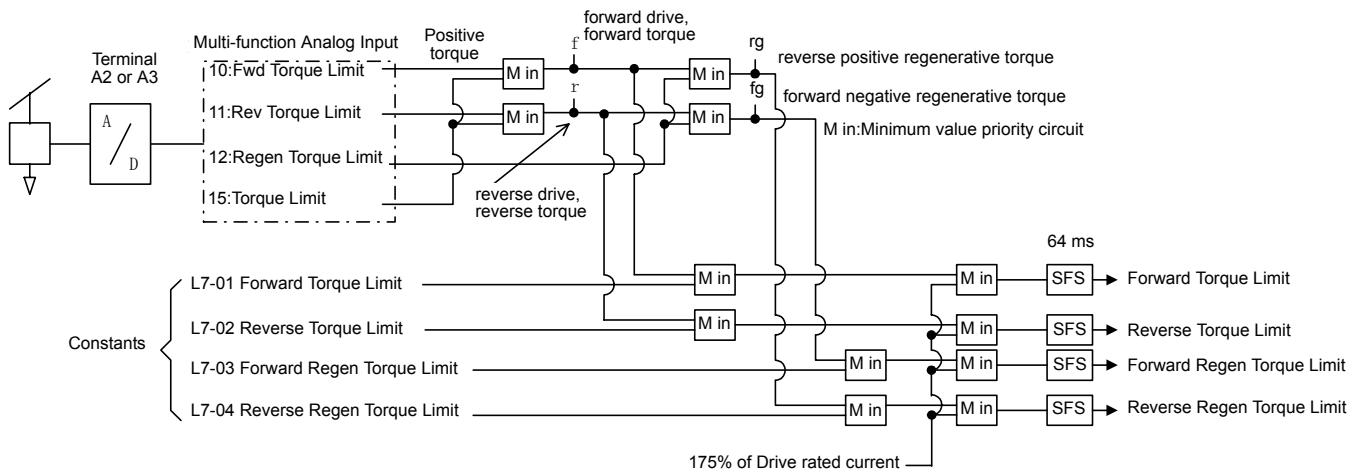 forward drive,
forward torque
Positive
torque
Multi-function Analog Input
Terminal
A2 or A3
A
D
10:Fwd Torque Limit
11:Rev Torque Limit
12:Regen Torque Limit
15:Torque Limit
M in
M in
f
r
M in
M in
rg
reverse positive regenerative torque
fg
forward negative regenerative torque
M in:Minimum value priority circuit
reverse drive,
reverse torque
64 ms
Constants
L7-01 Forward Torque Limit
M in
M in
SFS
Forward Torque Limit
L7-02 Reverse Torque Limit
M in
M in
SFS
Reverse Torque Limit
L7-03 Forward Regen Torque Limit
M in
M in
SFS
Forward Regen Torque Limit
L7-04 Reverse Regen Torque Limit
M in
M in
SFS
Reverse Regen Torque Limit
175% of Drive rated current